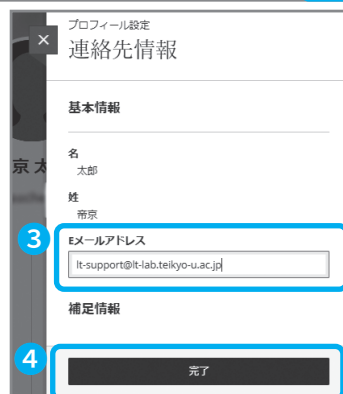 プロフィール設定
×
連絡先情報
基本情報
京太
名
太郎
姓
帝京
3
Eメールアドレス
lt-support@lt-lab.teikyo-u.ac.jp
補足情報
4
完了